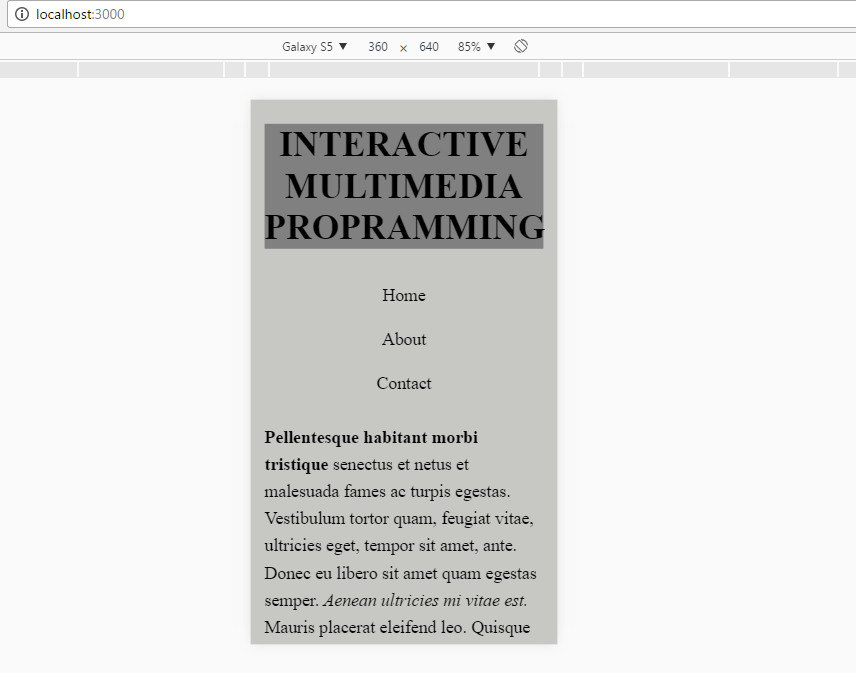 localhost:3000
Galaxy S5 ▼ 360 × 640 85% ▼
INTERACTIVE
MULTIMEDIA
PROPRAMMING
Home
About
Contact
Pellentesque habitant morbi
tristique senectus et netus et
malesuada fames ac turpis egestas.
Vestibulum tortor quam, feugiat vitae,
ultricies eget, tempor sit amet, ante.
Donec eu libero sit amet quam egestas
semper. Aenean ultricies mi vitae est.
Mauris placerat eleifend leo. Quisque